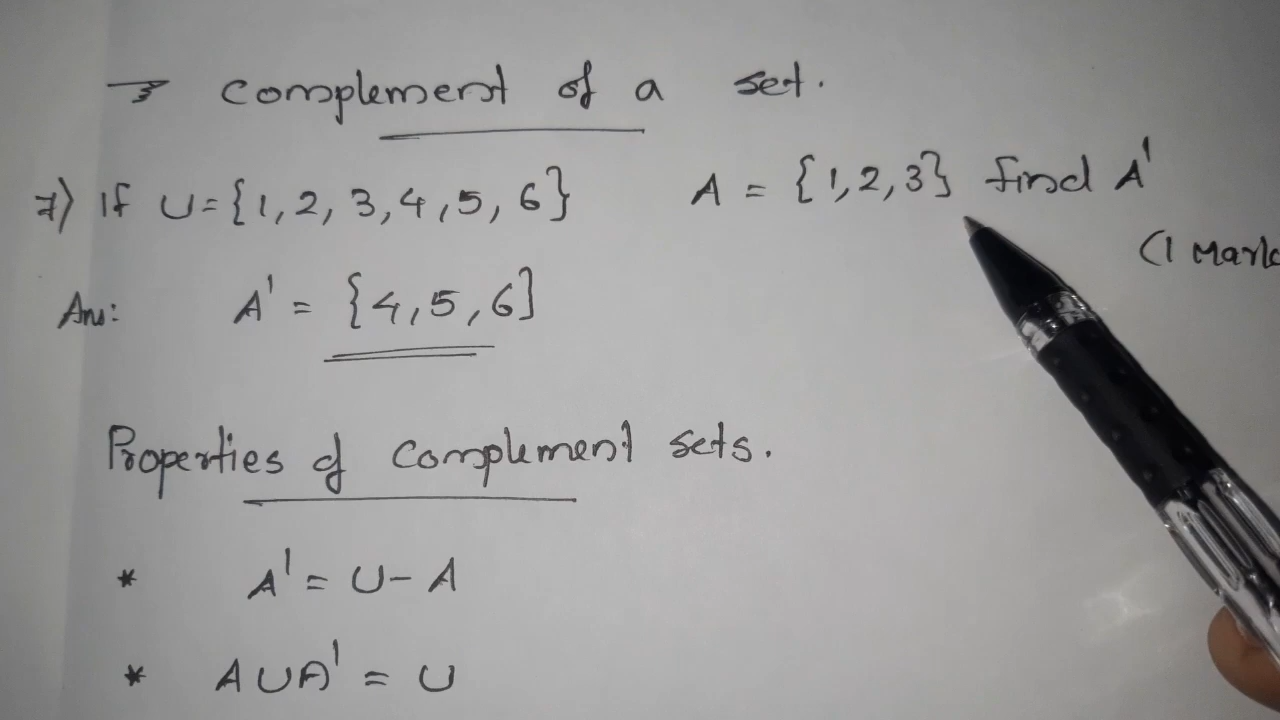 → Complement of a set.
7) If U = {1, 2, 3, 4, 5, 6} A = {1, 2, 3} find A'
(1 Mark
Ans: A' = {4, 5, 6}
Properties of Complement sets.
* A' = U - A
* A ∪ A' = U